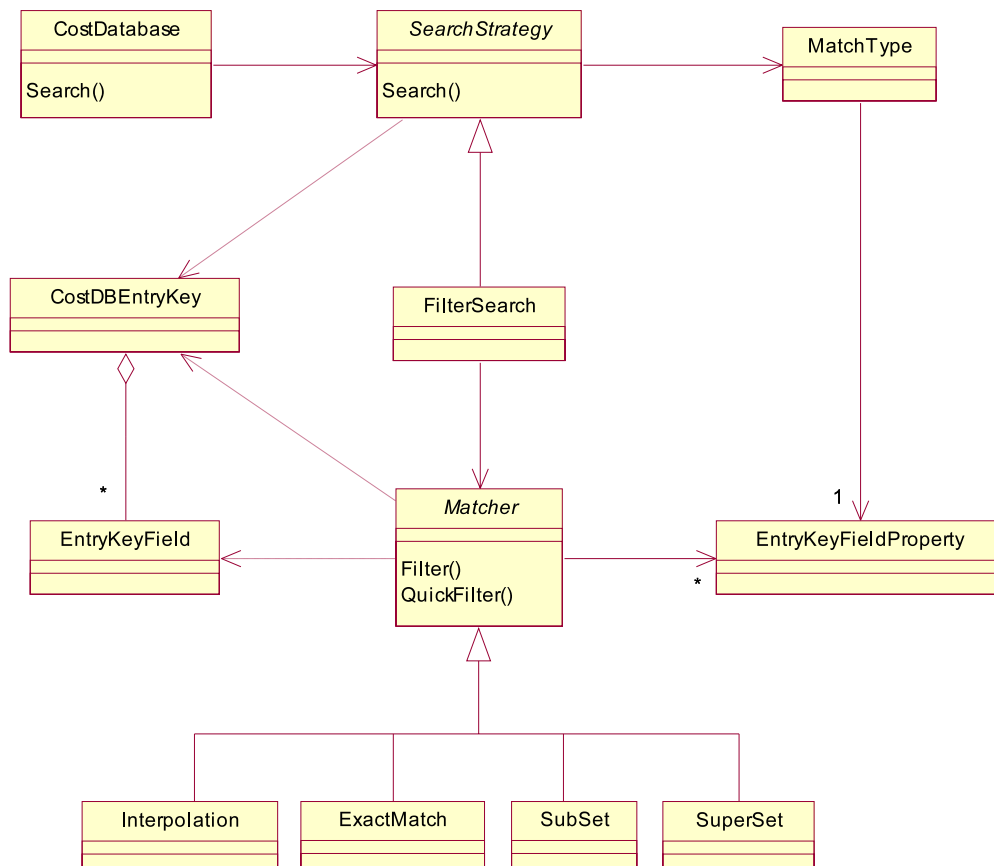 CostDatabase
Search()
SearchStrategy
Search()
MatchType
CostDBEntryKey
FilterSearch
*
EntryKeyField
Matcher
Filter()
QuickFilter()
1
*
EntryKeyFieldProperty
Interpolation
ExactMatch
SubSet
SuperSet